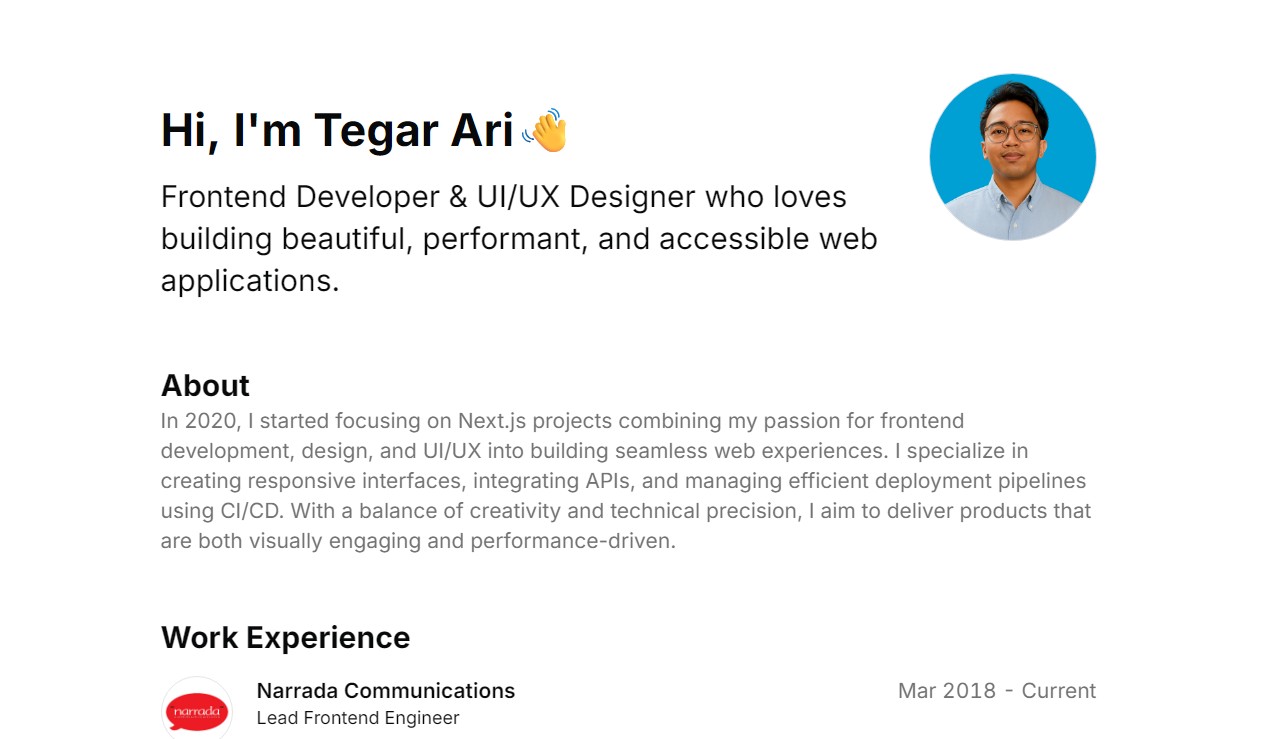 Hi, I'm Tegar Ari 👋
Frontend Developer & UI/UX Designer who loves
building beautiful, performant, and accessible web
applications.
About
In 2020, I started focusing on Next.js projects combining my passion for frontend
development, design, and UI/UX into building seamless web experiences. I specialize in
creating responsive interfaces, integrating APIs, and managing efficient deployment pipelines
using CI/CD. With a balance of creativity and technical precision, I aim to deliver products that
are both visually engaging and performance-driven.
Work Experience
narrada
Narrada Communications
Mar 2018 - Current
Lead Frontend Engineer